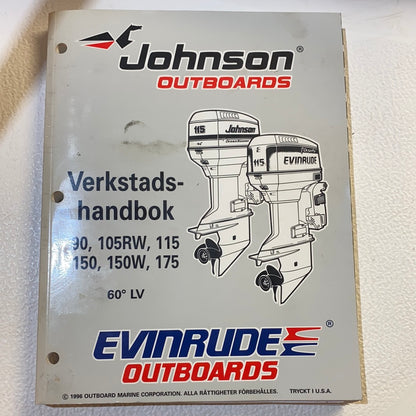 Johnson®
OUTBOARDS
115
Johnson
115
EVINRUDE
Verkstads-
handbok
90, 105RW, 115
150, 150W, 175
60° LV
EVINRUDE®
OUTBOARDS
© 1996 OUTBOARD MARINE CORPORATION. ALLA RÄTTIGHETER FÖRBEHÅLLES. TRYCKT I U.S.A.